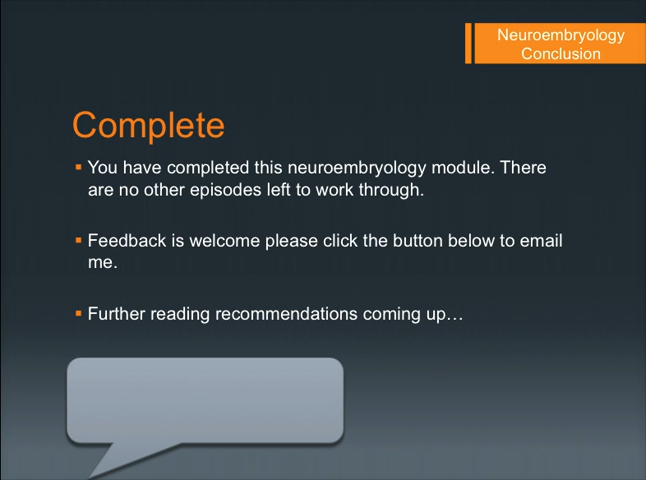 Neuroembryology
Conclusion
Complete
▪ You have completed this neuroembryology module. There
are no other episodes left to work through.
▪ Feedback is welcome please click the button below to email
me.
▪ Further reading recommendations coming up…